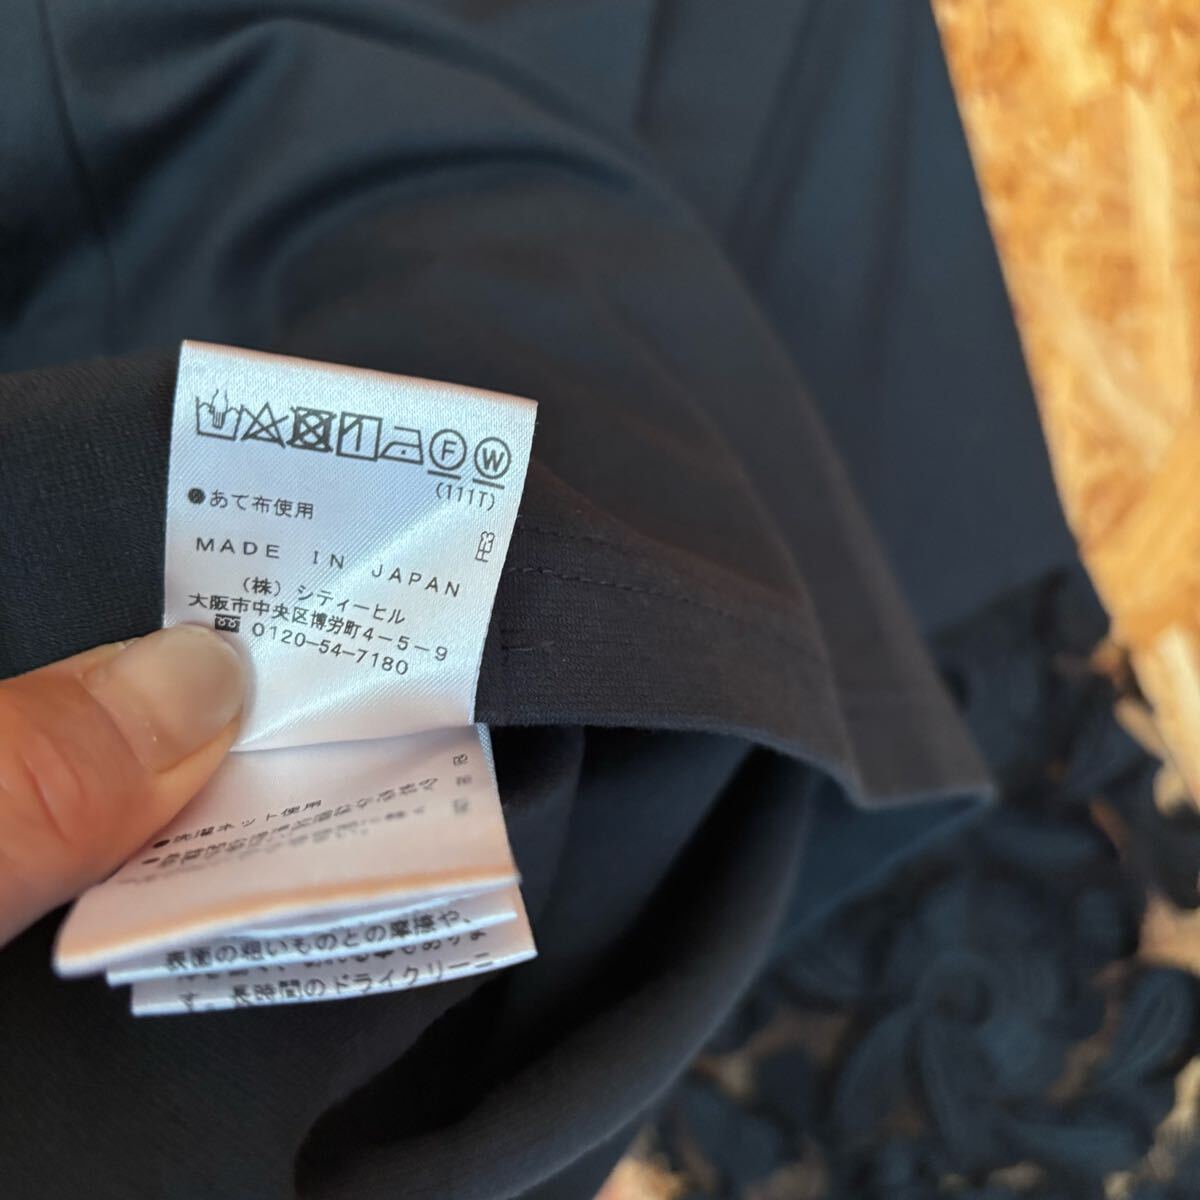 F W
(111T)
●あて布使用
MADE IN JAPAN
(株) シティーヒル
大阪市中央区博労町4-5-9
0120-54-7180
●洗濯ネット使用
表面の粗いものとの摩擦や、
す。長時間のドライクリーニ